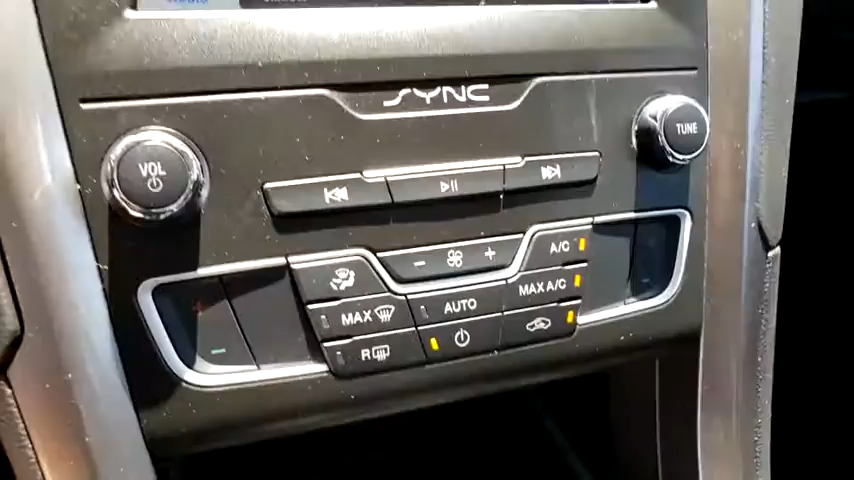 SYNC
VOL
TUNE
A/C
MAX A/C
MAX
AUTO
R